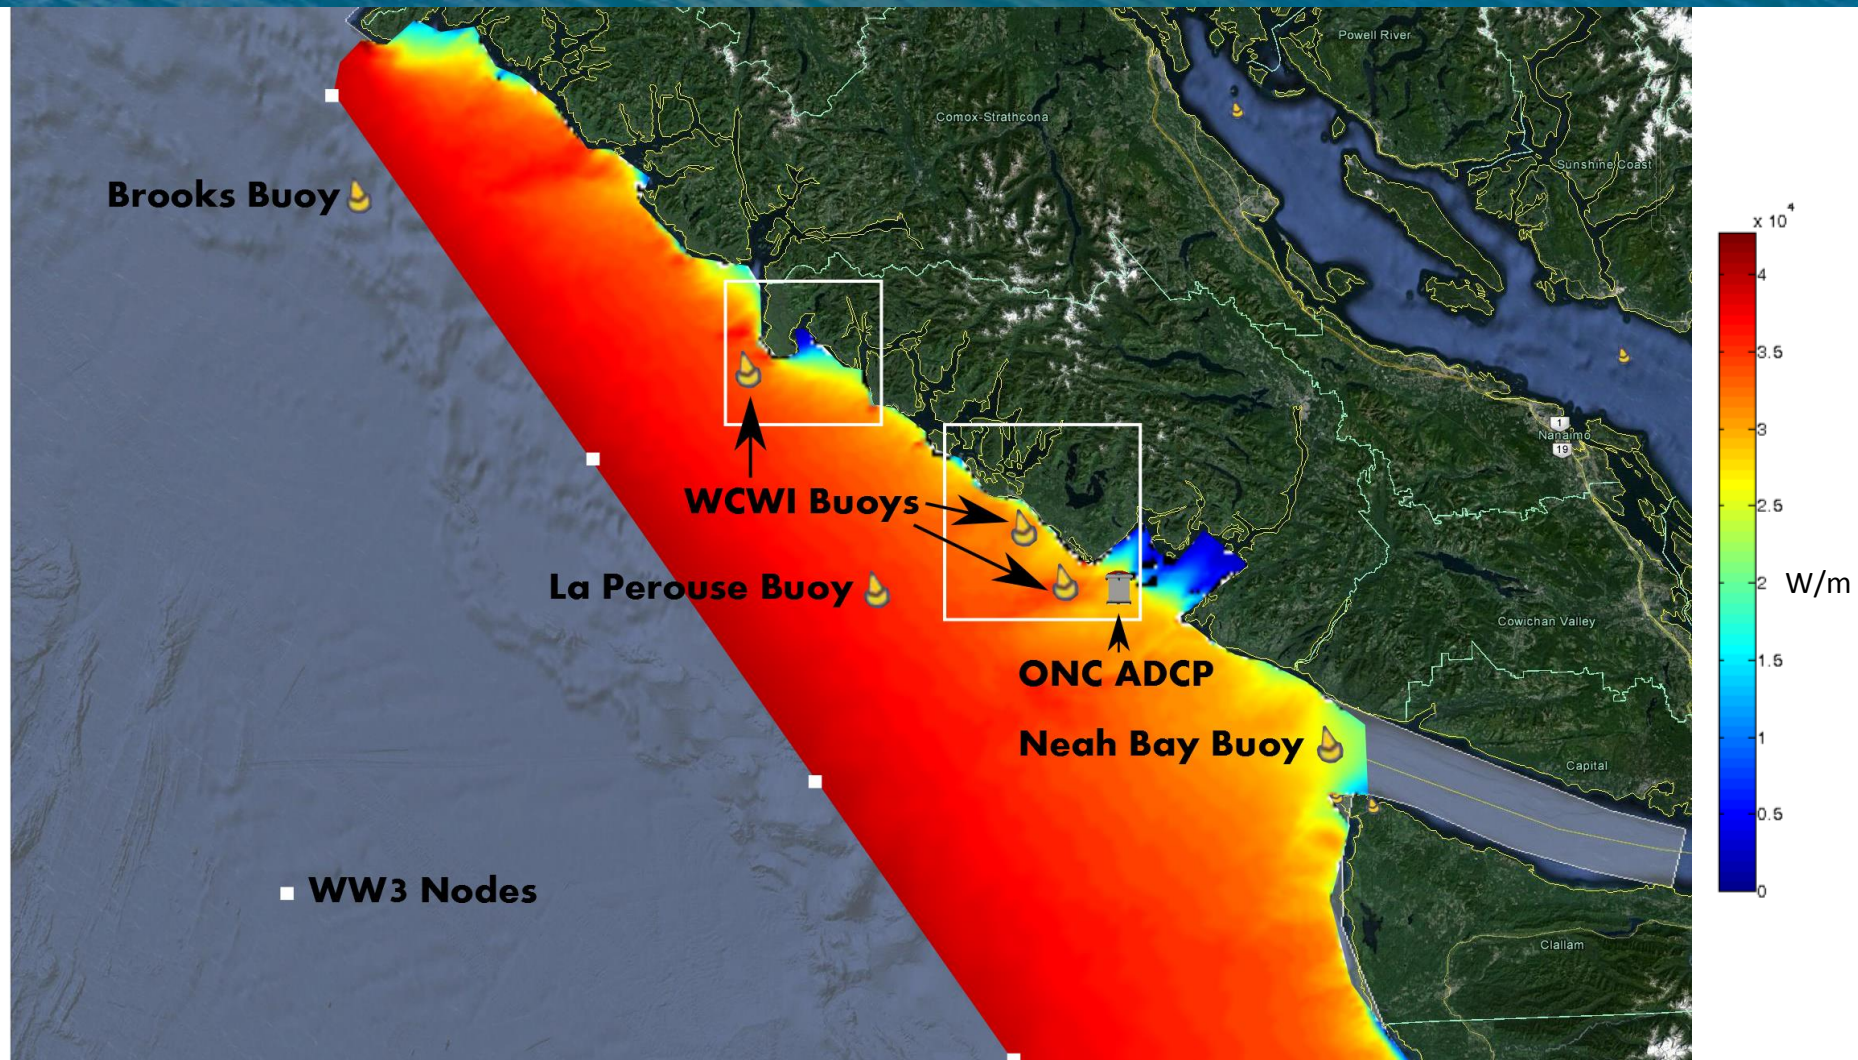 Powell River
Comox-Strathcona
Sunshine Coast
Brooks Buoy
x 10^4
4
3.5
3
2.5
2
1.5
1
0.5
0
W/m
1
Nanaimo
19
WCWI Buoys
La Perouse Buoy
Cowichan Valley
ONC ADCP
Neah Bay Buoy
Capital
WW3 Nodes
Clallam